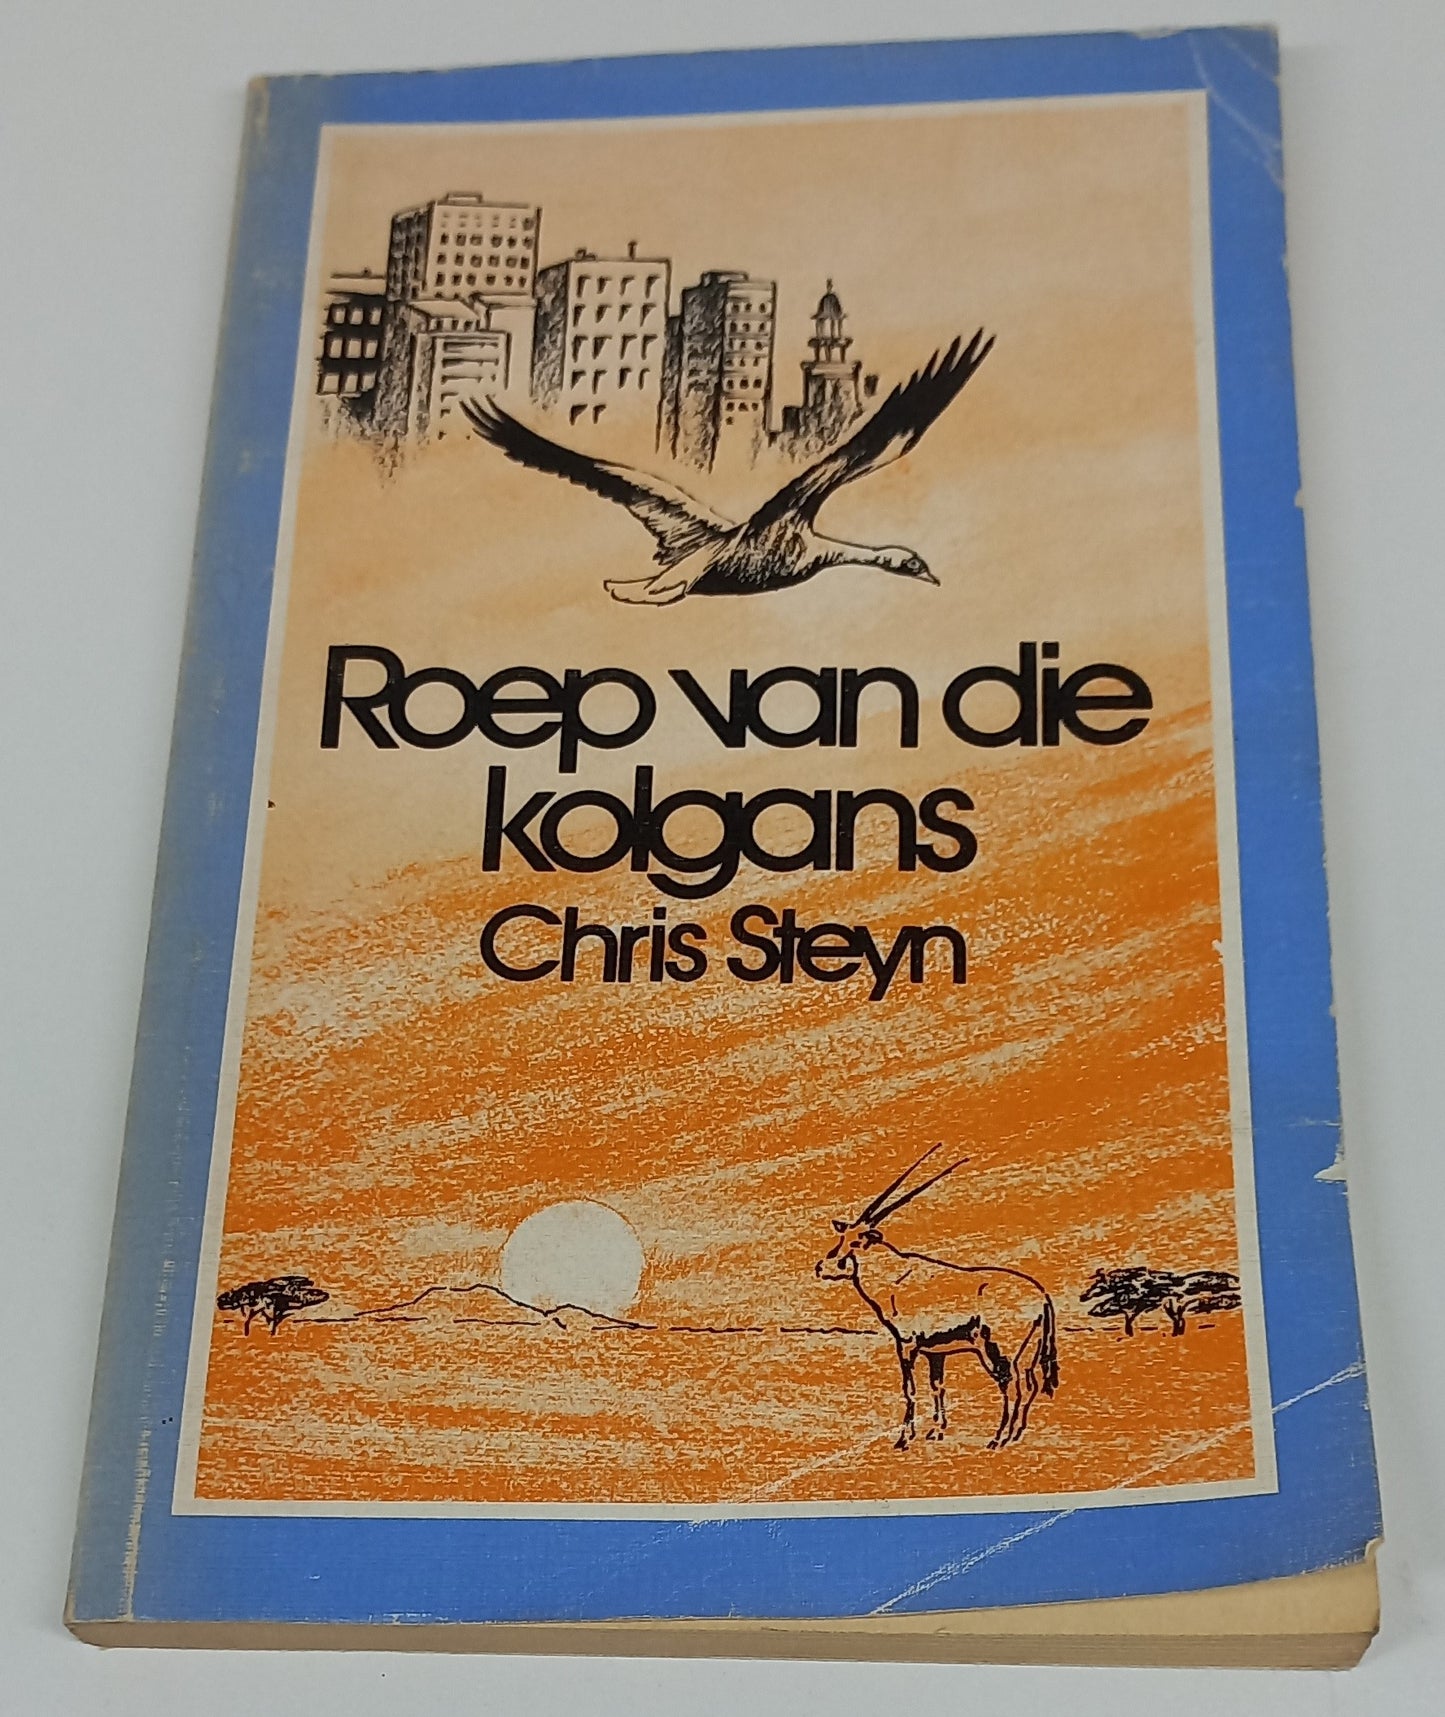 Roep van die
kolgans
Chris Steyn